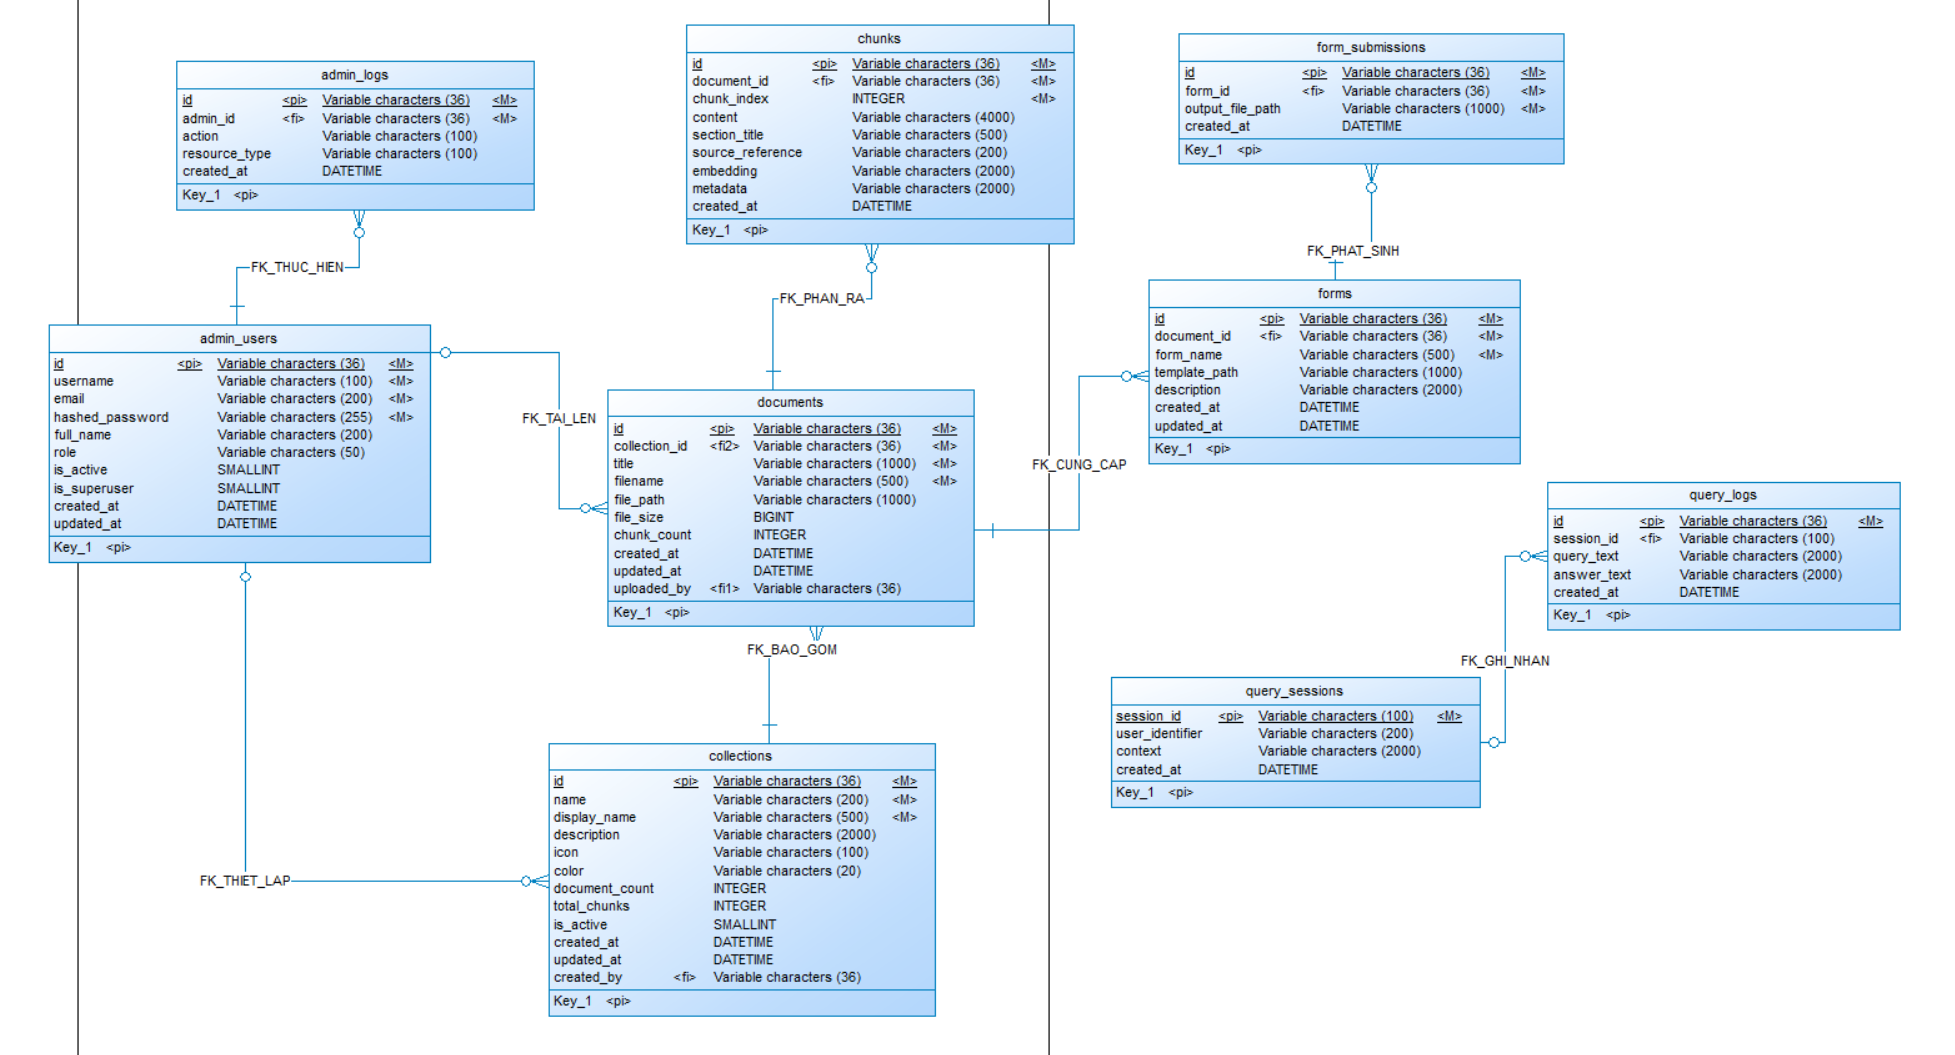 admin_logs
id <pi> Variable characters (36) <M>
admin_id <fi> Variable characters (36) <M>
action Variable characters (100)
resource_type Variable characters (100)
created_at DATETIME
Key_1 <pi>
chunks
id <pi> Variable characters (36) <M>
document_id <fi> Variable characters (36) <M>
chunk_index INTEGER <M>
content Variable characters (4000)
section_title Variable characters (500)
source_reference Variable characters (200)
embedding Variable characters (2000)
metadata Variable characters (2000)
created_at DATETIME
Key_1 <pi>
form_submissions
id <pi> Variable characters (36) <M>
form_id <fi> Variable characters (36) <M>
output_file_path Variable characters (1000) <M>
created_at DATETIME
Key_1 <pi>
FK_THUC_HIEN
FK_PHAN_RA
FK_PHAT_SINH
admin_users
id <pi> Variable characters (36) <M>
username Variable characters (100) <M>
email Variable characters (200) <M>
hashed_password Variable characters (255) <M>
full_name Variable characters (200)
role Variable characters (50)
is_active SMALLINT
is_superuser SMALLINT
created_at DATETIME
updated_at DATETIME
Key_1 <pi>
FK_TAI_LEN
documents
id <pi> Variable characters (36) <M>
collection_id <fi2> Variable characters (36) <M>
title Variable characters (1000) <M>
filename Variable characters (500) <M>
file_path Variable characters (1000)
file_size BIGINT
chunk_count INTEGER
created_at DATETIME
updated_at DATETIME
uploaded_by <fi1> Variable characters (36)
Key_1 <pi>
FK_CUNG_CAP
forms
id <pi> Variable characters (36) <M>
document_id <fi> Variable characters (36) <M>
form_name Variable characters (500) <M>
template_path Variable characters (1000)
description Variable characters (2000)
created_at DATETIME
updated_at DATETIME
Key_1 <pi>
query_logs
id <pi> Variable characters (36) <M>
session_id <fi> Variable characters (100)
query_text Variable characters (2000)
answer_text Variable characters (2000)
created_at DATETIME
Key_1 <pi>
FK_BAO_GOM
FK_GHI_NHAN
query_sessions
session_id <pi> Variable characters (100) <M>
user_identifier Variable characters (200)
context Variable characters (2000)
created_at DATETIME
Key_1 <pi>
collections
id <pi> Variable characters (36) <M>
name Variable characters (200) <M>
display_name Variable characters (500) <M>
description Variable characters (2000)
icon Variable characters (100)
color Variable characters (20)
document_count INTEGER
total_chunks INTEGER
is_active SMALLINT
created_at DATETIME
updated_at DATETIME
created_by <fi> Variable characters (36)
Key_1 <pi>
FK_THIET_LAP